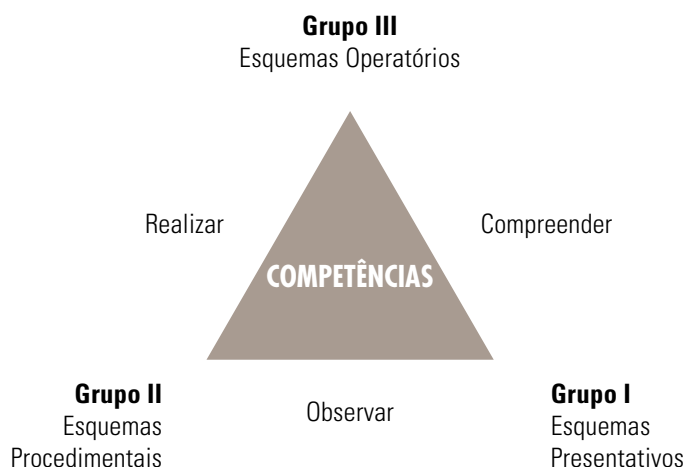 Grupo III
Esquemas Operatórios
Realizar
Compreender
COMPETÊNCIAS
Grupo II
Esquemas
Procedimentais
Observar
Grupo I
Esquemas
Presentativos